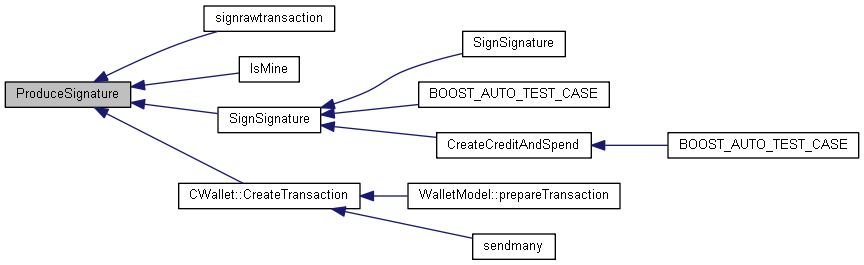 signrawtransaction
SignSignature
IsMine
ProduceSignature
BOOST_AUTO_TEST_CASE
SignSignature
CreateCreditAndSpend
BOOST_AUTO_TEST_CASE
CWallet::CreateTransaction
WalletModel::prepareTransaction
sendmany